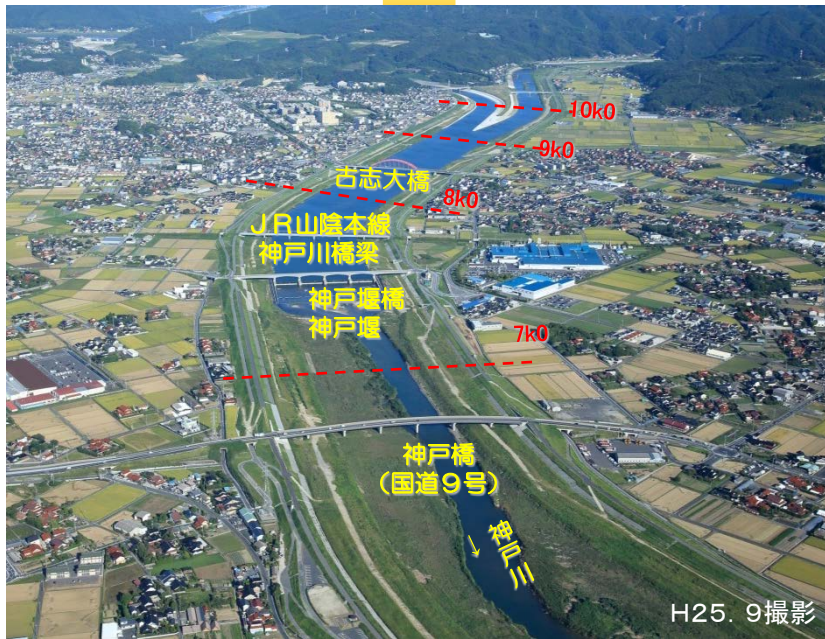 10k0
9k0
古志大橋
8k0
JR山陰本線
神戸川橋梁
神戸堰橋
神戸堰
7k0
神戸橋
(国道9号)
↓
神戸川
H25. 9撮影